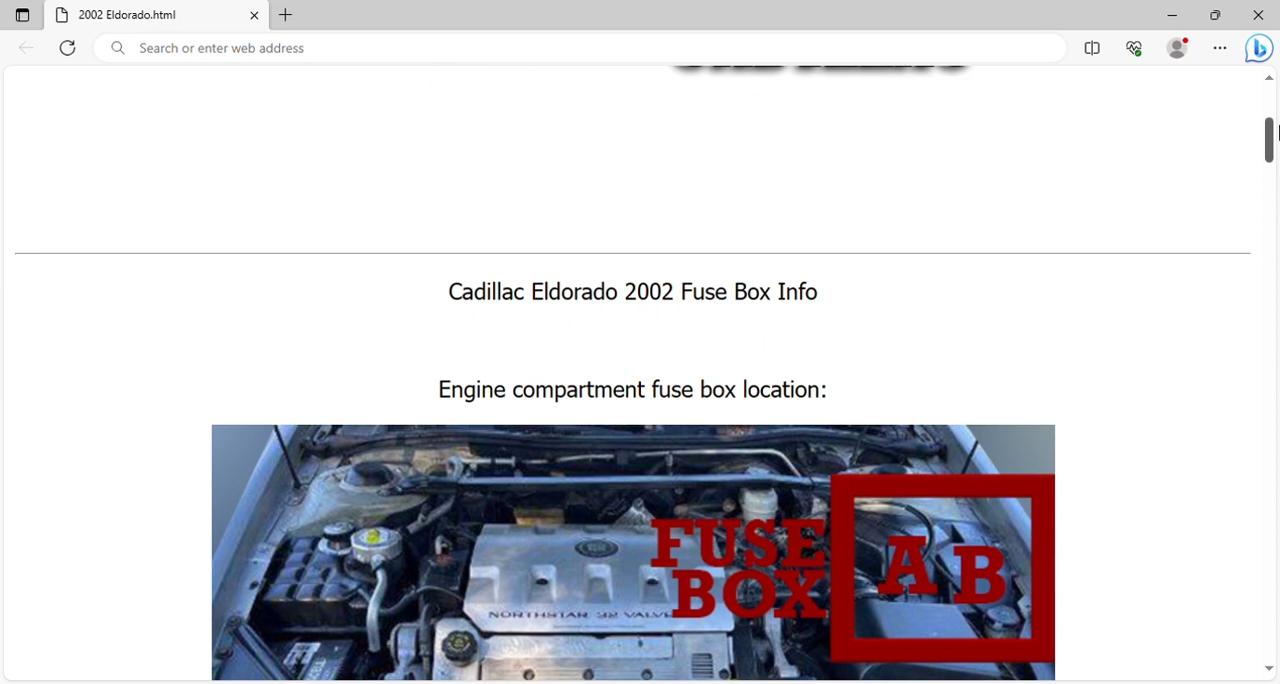 2002 Eldorado.html
Search or enter web address
Cadillac Eldorado 2002 Fuse Box Info
Engine compartment fuse box location:
FUSE
BOX
A B
NORTHSTAR 32 VALVE